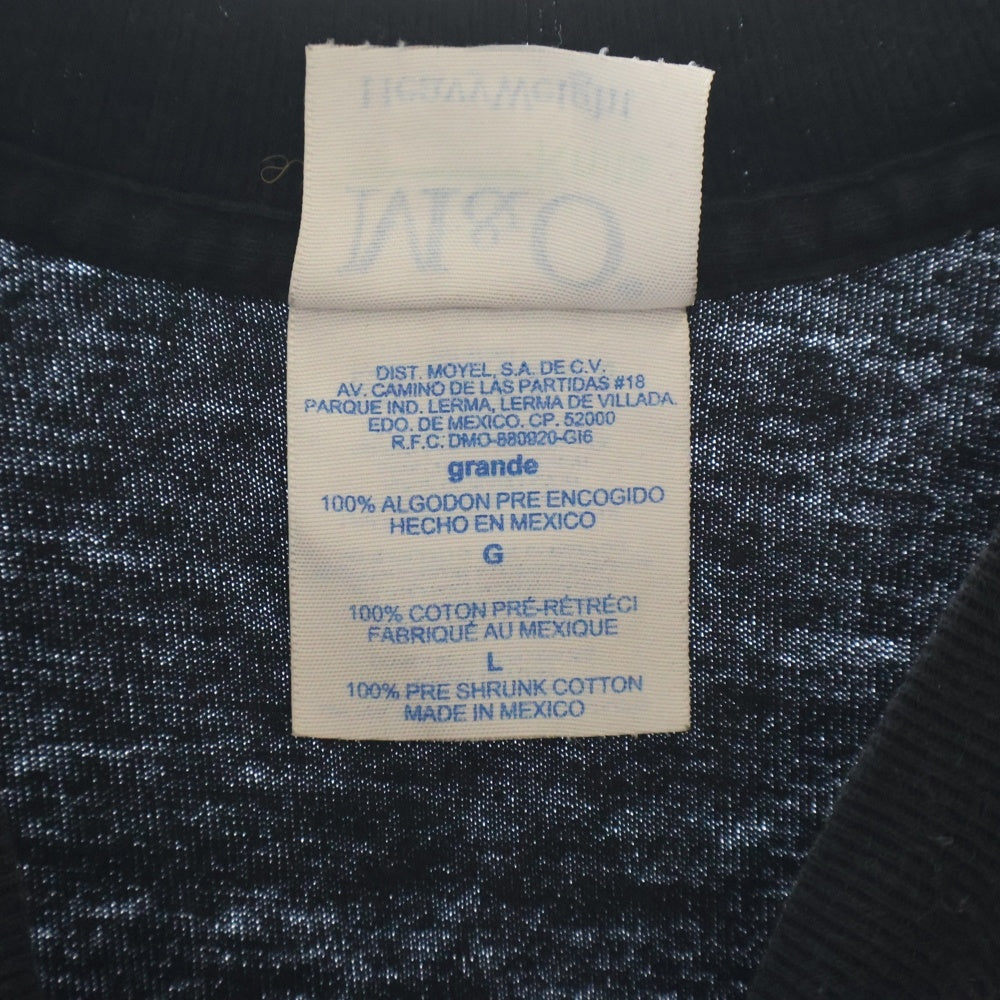 HeavyWeight
M&O
DIST. MOYEL, S.A. DE C.V.
AV. CAMINO DE LAS PARTIDAS #18
PARQUE IND. LERMA, LERMA DE VILLADA.
EDO. DE MEXICO. CP. 52000
R.F.C. DMO-880920-GI6
grande
100% ALGODON PRE ENCOGIDO
HECHO EN MEXICO
G
100% COTON PRÉ-RÉTRÉCI
FABRIQUÉ AU MEXIQUE
L
100% PRE SHRUNK COTTON
MADE IN MEXICO